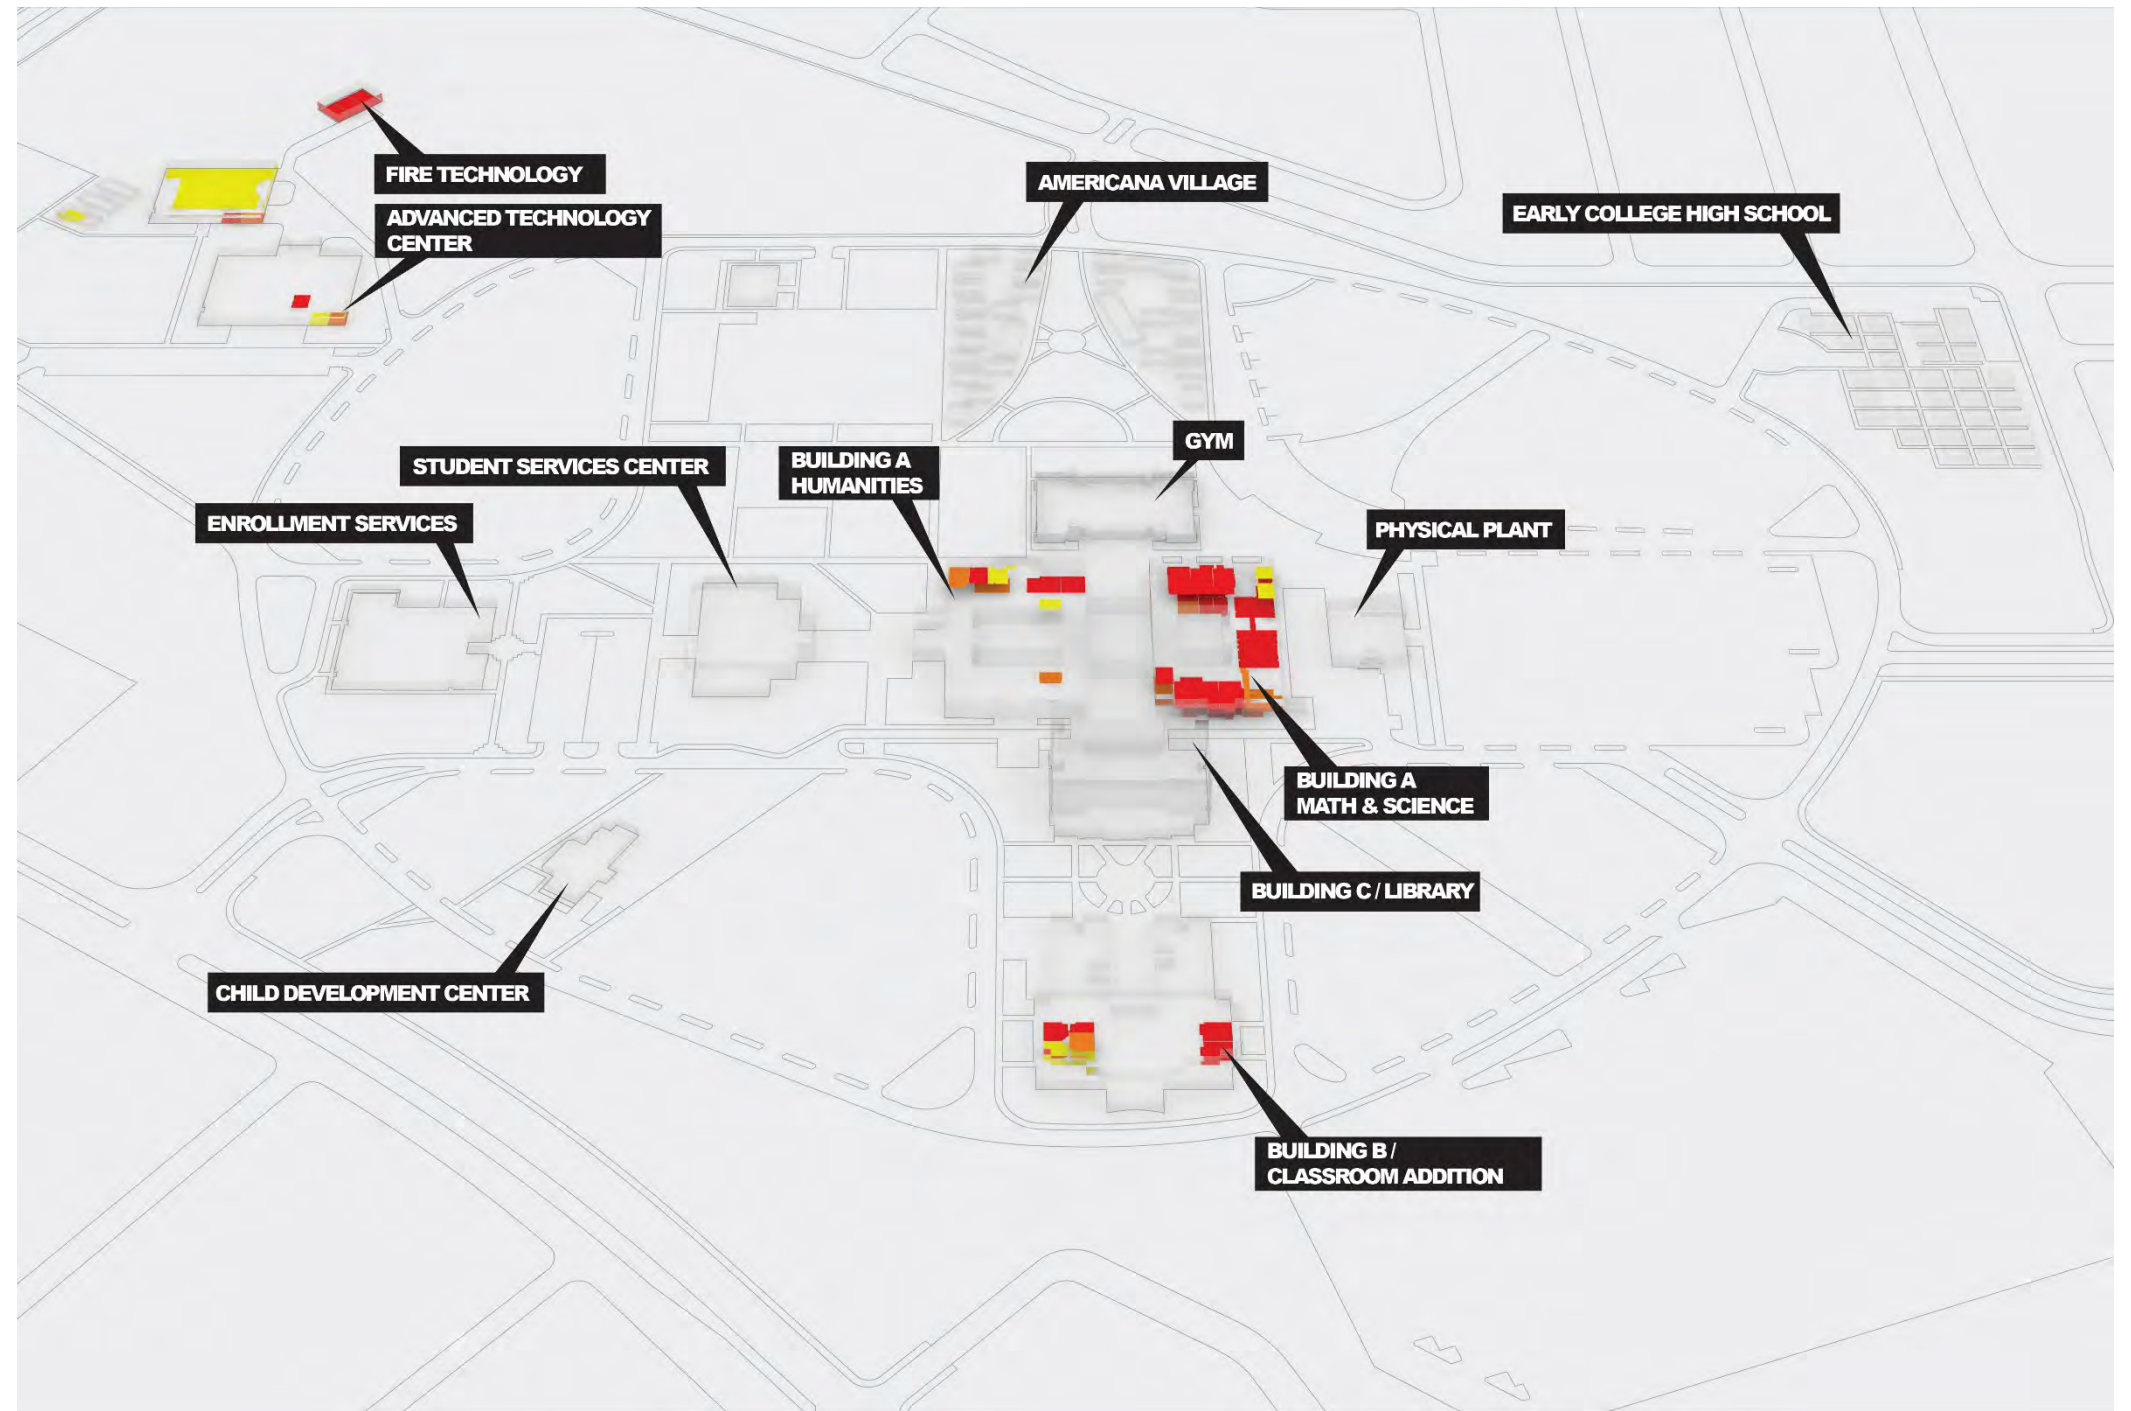 FIRE TECHNOLOGY
ADVANCED TECHNOLOGY
CENTER
AMERICANA VILLAGE
EARLY COLLEGE HIGH SCHOOL
GYM
STUDENT SERVICES CENTER
BUILDING A
HUMANITIES
ENROLLMENT SERVICES
PHYSICAL PLANT
BUILDING A
MATH & SCIENCE
BUILDING C / LIBRARY
CHILD DEVELOPMENT CENTER
BUILDING B /
CLASSROOM ADDITION